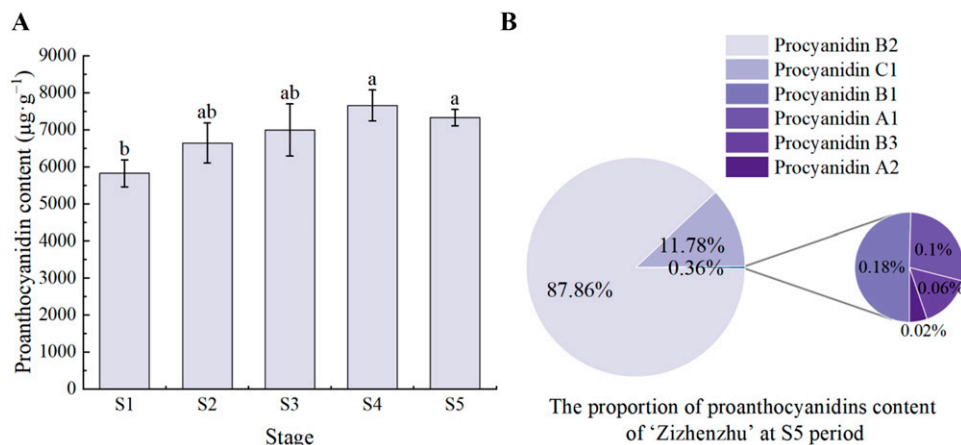 A
Proanthocyanidin content (μg·g⁻¹)
9000
8000
7000
6000
5000
4000
3000
2000
1000
0
b
ab
ab
a
a
S1
S2
S3
S4
S5
Stage
B
Procyanidin B2
Procyanidin C1
Procyanidin B1
Procyanidin A1
Procyanidin B3
Procyanidin A2
11.78%
0.36%
87.86%
0.1%
0.18%
0.06%
0.02%
The proportion of proanthocyanidins content
of ‘Zizhenzhu’ at S5 period